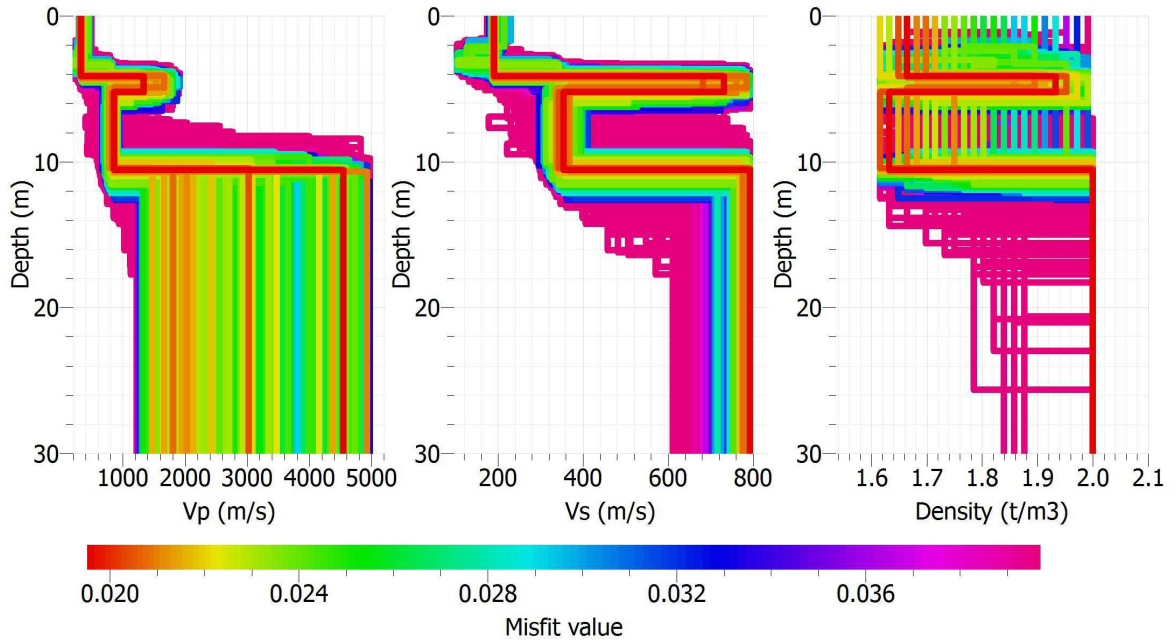 0
10
20
30
Depth (m)
1000 2000 3000 4000 5000
Vp (m/s)
0
10
20
30
Depth (m)
200 400 600 800
Vs (m/s)
0
10
20
30
Depth (m)
1.6 1.7 1.8 1.9 2.0 2.1
Density (t/m3)
0.020 0.024 0.028 0.032 0.036
Misfit value